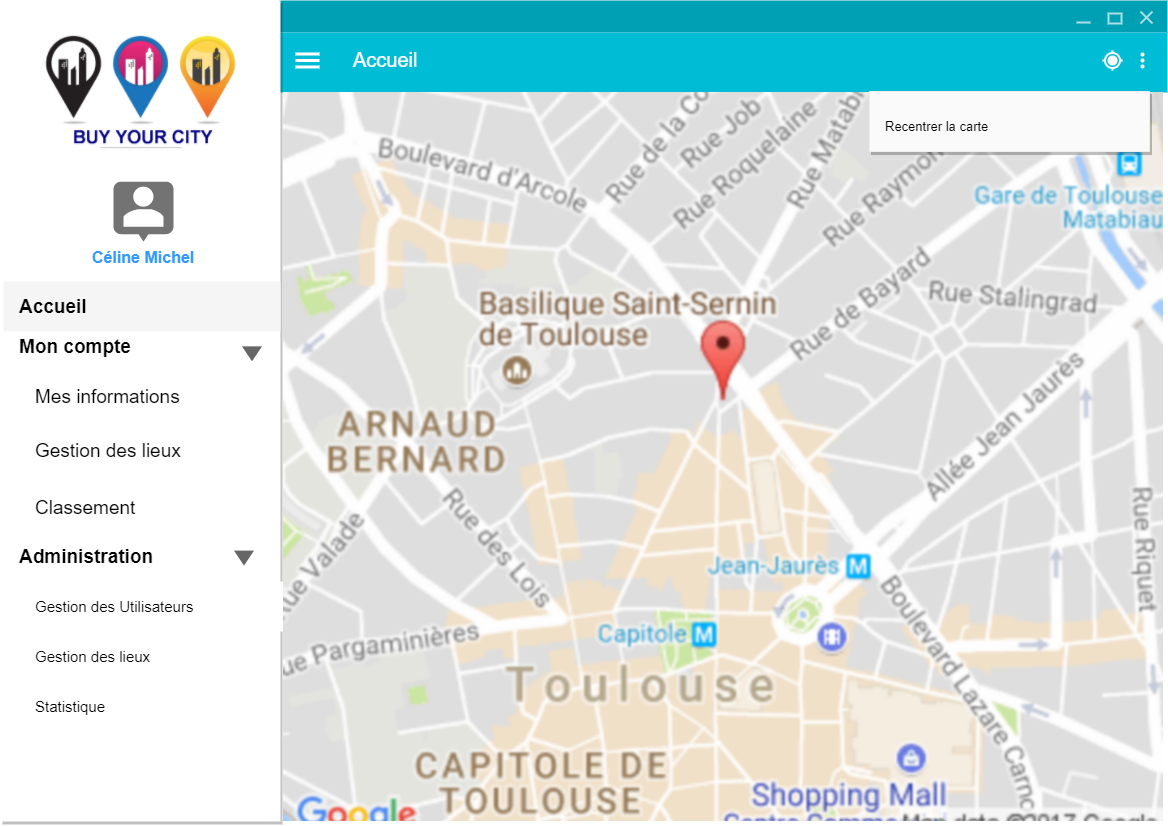 BUY YOUR CITY
Céline Michel
Accueil
Mon compte
Mes informations
Gestion des lieux
Classement
Administration
Gestion des Utilisateurs
Gestion des lieux
Statistique
Accueil
Recentrer la carte
Boulevard d'Arcole
Rue de la Co
Rue Job
Rue Roquelaine
Rue Matabi
Rue Raymon
Gare de Toulouse
Matabiau
Basilique Saint-Sernin
de Toulouse
Rue de Bayard
Rue Stalingrad
ARNAUD
BERNARD
Allée Jean Jaurès
Rue des Lois
Rue Valade
Rue Riquet
Jean-Jaurès M
Capitole M
ue Pargaminières
Boulevard Lazare Carno
Toulouse
CAPITOLE DE
TOULOUSE
Shopping Mall
Centre Comme
Google
Map data ©2017 Google